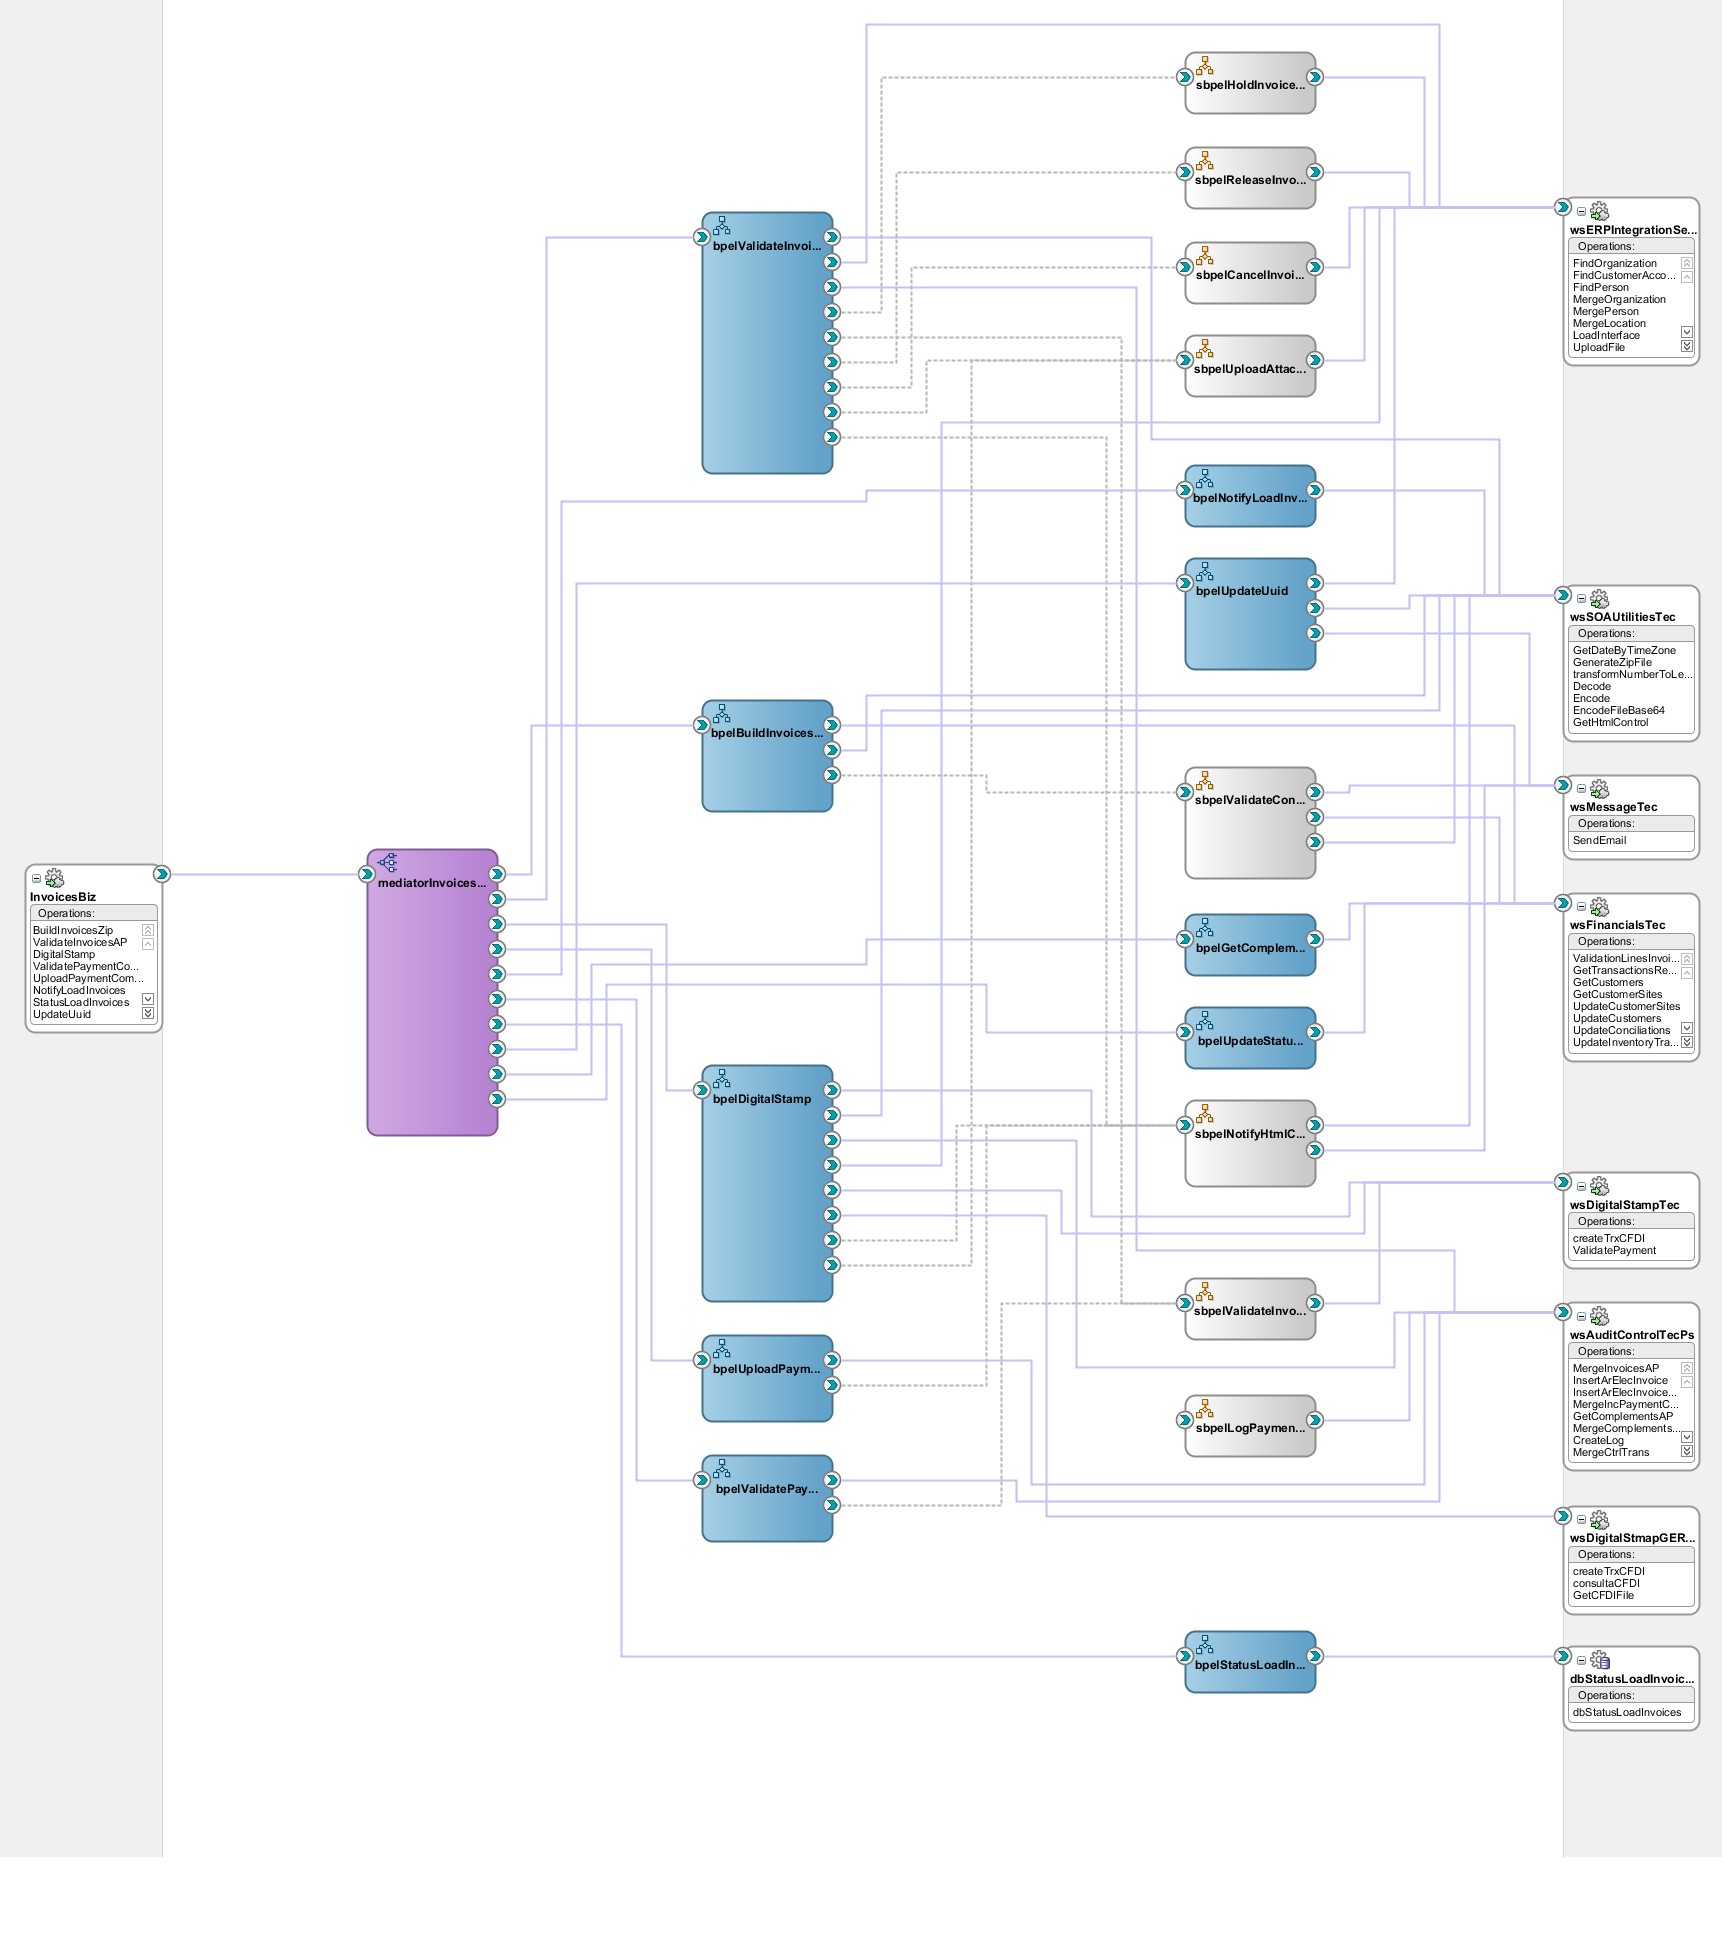 InvoicesBiz
Operations:
BuildInvoicesZip
ValidateInvoicesAP
DigitalStamp
ValidatePaymentCo...
UploadPaymentCom...
NotifyLoadInvoices
StatusLoadInvoices
UpdateUuid
mediatorInvoices...
bpelValidateInvoi...
bpelBuildInvoices...
bpelDigitalStamp
bpelUploadPaym...
bpelValidatePay...
sbpelHoldInvoice...
sbpelReleaseInvo...
sbpelCancelInvoi...
sbpelUploadAttac...
bpelNotifyLoadInv...
bpelUpdateUuid
sbpelValidateCon...
bpelGetComplem...
bpelUpdateStatu...
sbpelNotifyHtmlC...
sbpelValidateInvo...
sbpelLogPaymen...
bpelStatusLoadIn...
wsERPIntegrationSe...
Operations:
FindOrganization
FindCustomerAcco...
FindPerson
MergeOrganization
MergePerson
MergeLocation
LoadInterface
UploadFile
wsSOAUtilitiesTec
Operations:
GetDateByTimeZone
GenerateZipFile
transformNumberToLe...
Decode
Encode
EncodeFileBase64
GetHtmlControl
wsMessageTec
Operations:
SendEmail
wsFinancialsTec
Operations:
ValidationLinesInvoi...
GetTransactionsRe...
GetCustomers
GetCustomerSites
UpdateCustomerSites
UpdateCustomers
UpdateConciliations
UpdateInventoryTra...
wsDigitalStampTec
Operations:
createTrxCFDI
ValidatePayment
wsAuditControlTecPs
Operations:
MergeInvoicesAP
InsertArElecInvoice
InsertArElecInvoice...
MergeIncPaymentC...
GetComplementsAP
MergeComplements...
CreateLog
MergeCtrlTrans
wsDigitalStmapGER...
Operations:
createTrxCFDI
consultaCFDI
GetCFDIFile
dbStatusLoadInvoic...
Operations:
dbStatusLoadInvoices